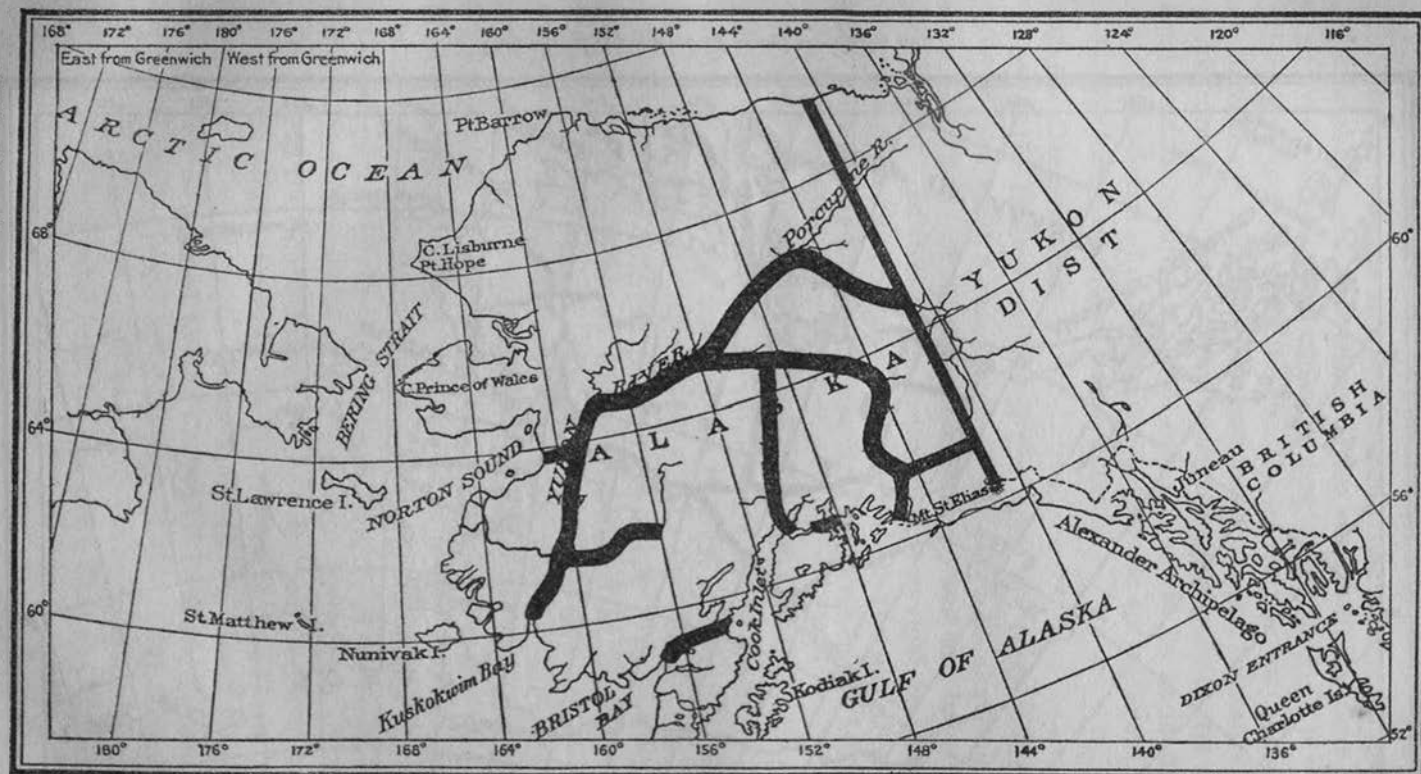 168° 172° 176° 180° 176° 172° 168° 164° 160° 156° 152° 148° 144° 140° 136° 132° 128° 124° 120° 116°
East from Greenwich West from Greenwich
ARCTIC OCEAN
Pt. Barrow
Porcupine R.
68°
C. Lisburne
Pt. Hope
60°
YUKON
DIST
BERING STRAIT
C. Prince of Wales
YUKON RIVER
ALASKA
64°
NORTON SOUND
St. Lawrence I.
Mt. St. Elias
Juneau
BRITISH
COLUMBIA
56°
Alexander Archipelago
60°
St. Matthew I.
Nunivak I.
Kuskokwim Bay
BRISTOL
BAY
Cook Inlet
Kodiak I.
GULF OF ALASKA
DIXON ENTRANCE
Queen
Charlotte Isl
52°
180° 176° 172° 168° 164° 160° 156° 152° 148° 144° 140° 136°